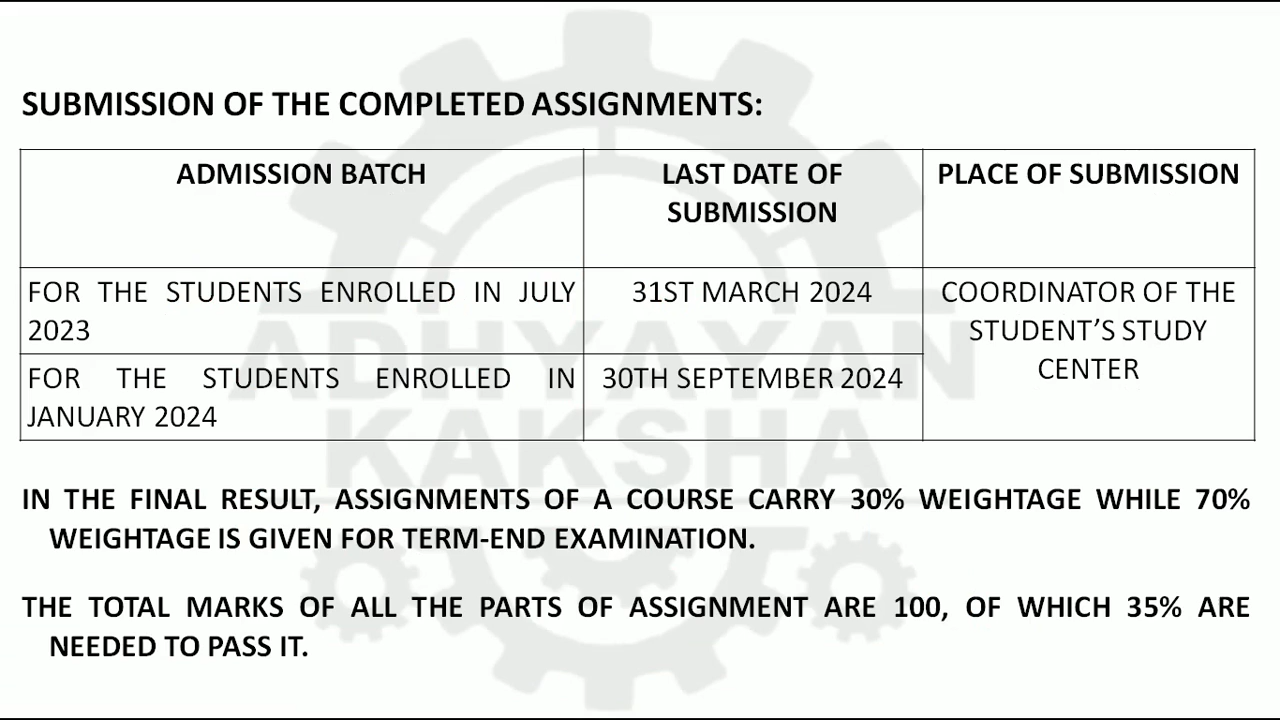 SUBMISSION OF THE COMPLETED ASSIGNMENTS:
ADMISSION BATCH
LAST DATE OF
SUBMISSION
PLACE OF SUBMISSION
FOR THE STUDENTS ENROLLED IN JULY
2023
31ST MARCH 2024
COORDINATOR OF THE
STUDENT’S STUDY
CENTER
FOR THE STUDENTS ENROLLED IN
JANUARY 2024
30TH SEPTEMBER 2024
ADHYAYAN
KAKSHA
IN THE FINAL RESULT, ASSIGNMENTS OF A COURSE CARRY 30% WEIGHTAGE WHILE 70%
WEIGHTAGE IS GIVEN FOR TERM-END EXAMINATION.
THE TOTAL MARKS OF ALL THE PARTS OF ASSIGNMENT ARE 100, OF WHICH 35% ARE
NEEDED TO PASS IT.